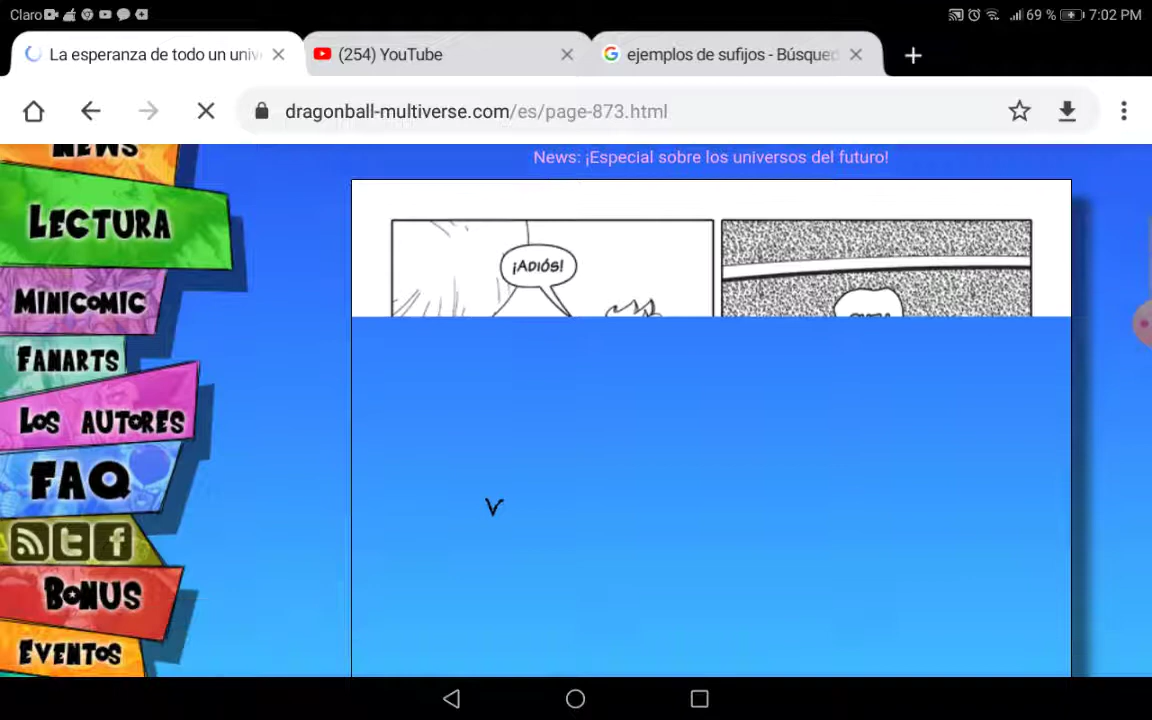 Claro
69 % 7:02 PM
La esperanza de todo un univ
(254) YouTube
ejemplos de sufijos - Búsqued
dragonball-multiverse.com/es/page-873.html
NEWS
News: ¡Especial sobre los universos del futuro!
LECTURA
¡ADIÓS!
MINICOMIC
FANARTS
LOS AUTORES
FAQ
V
BONUS
EVENTOS